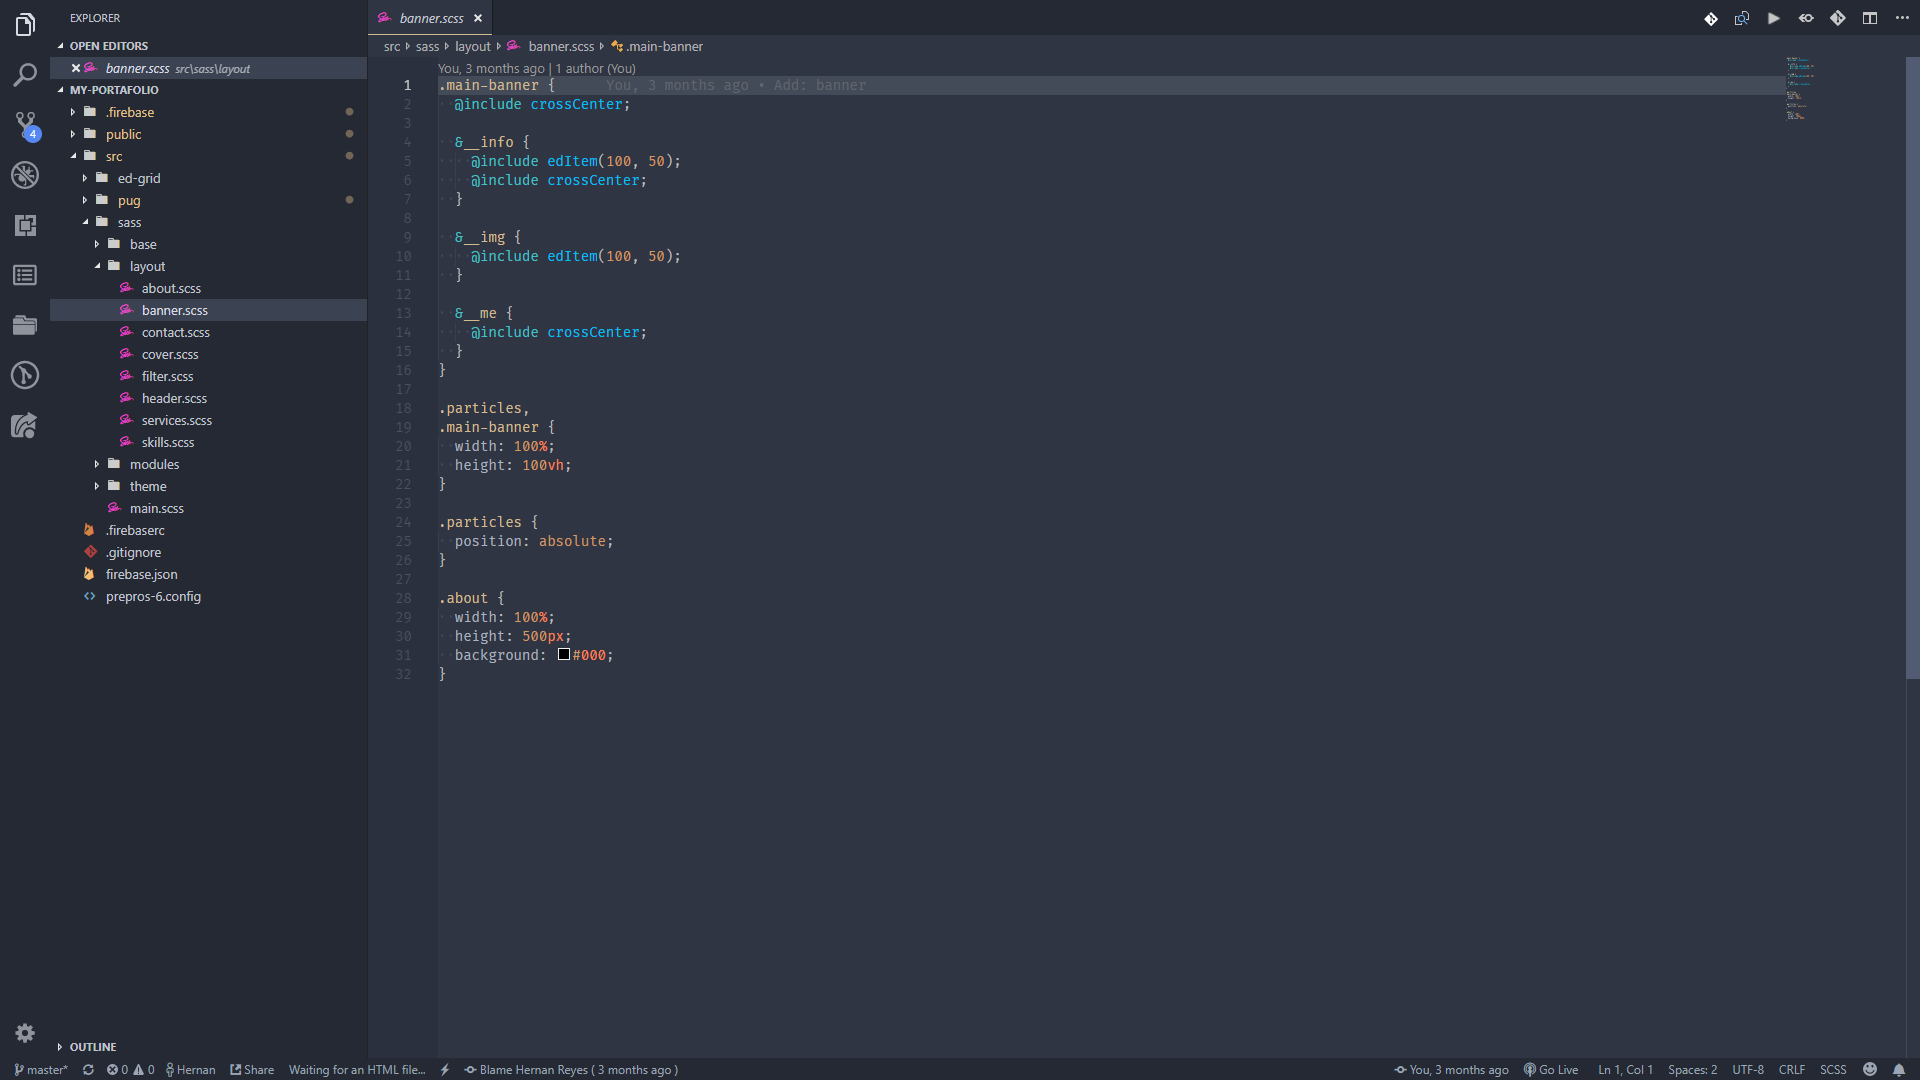 EXPLORER
OPEN EDITORS
banner.scss src\sass\layout
MY-PORTAFOLIO
.firebase
public
src
ed-grid
pug
sass
base
layout
about.scss
banner.scss
contact.scss
cover.scss
filter.scss
header.scss
services.scss
skills.scss
modules
theme
main.scss
.firebaserc
.gitignore
firebase.json
prepros-6.config
OUTLINE
4
banner.scss
src sass layout banner.scss .main-banner
You, 3 months ago | 1 author (You)
1 .main-banner { You, 3 months ago • Add: banner
2 @include crossCenter;
3
4 &__info {
5 @include edItem(100, 50);
6 @include crossCenter;
7 }
8
9 &__img {
10 @include edItem(100, 50);
11 }
12
13 &__me {
14 @include crossCenter;
15 }
16 }
17
18 .particles,
19 .main-banner {
20 width: 100%;
21 height: 100vh;
22 }
23
24 .particles {
25 position: absolute;
26 }
27
28 .about {
29 width: 100%;
30 height: 500px;
31 background: #000;
32 }
master* 0 0 Hernan Share Waiting for an HTML file... Blame Hernan Reyes ( 3 months ago ) You, 3 months ago Go Live Ln 1, Col 1 Spaces: 2 UTF-8 CRLF SCSS